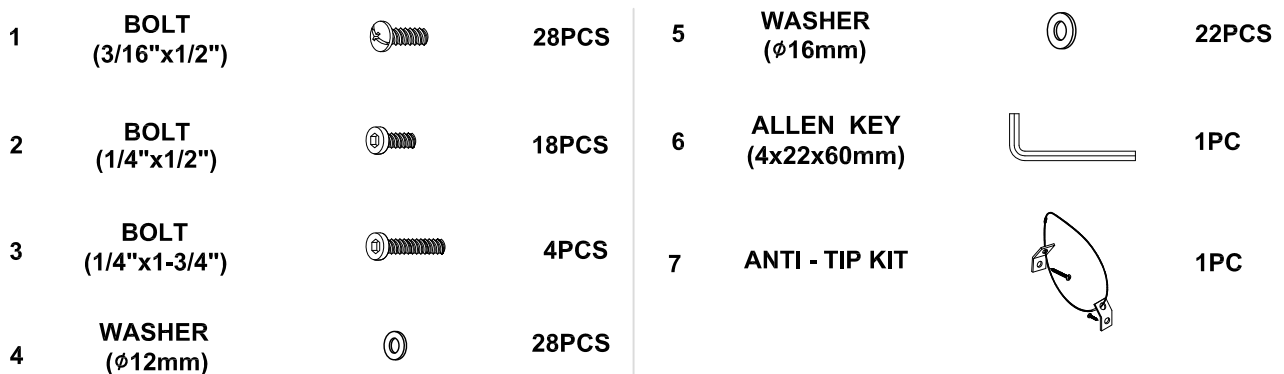 1 BOLT 28PCS
(3/16"x1/2")
2 BOLT 18PCS
(1/4"x1/2")
3 BOLT 4PCS
(1/4"x1-3/4")
4 WASHER 28PCS
(φ12mm)
5 WASHER 22PCS
(φ16mm)
6 ALLEN KEY 1PC
(4x22x60mm)
7 ANTI - TIP KIT 1PC